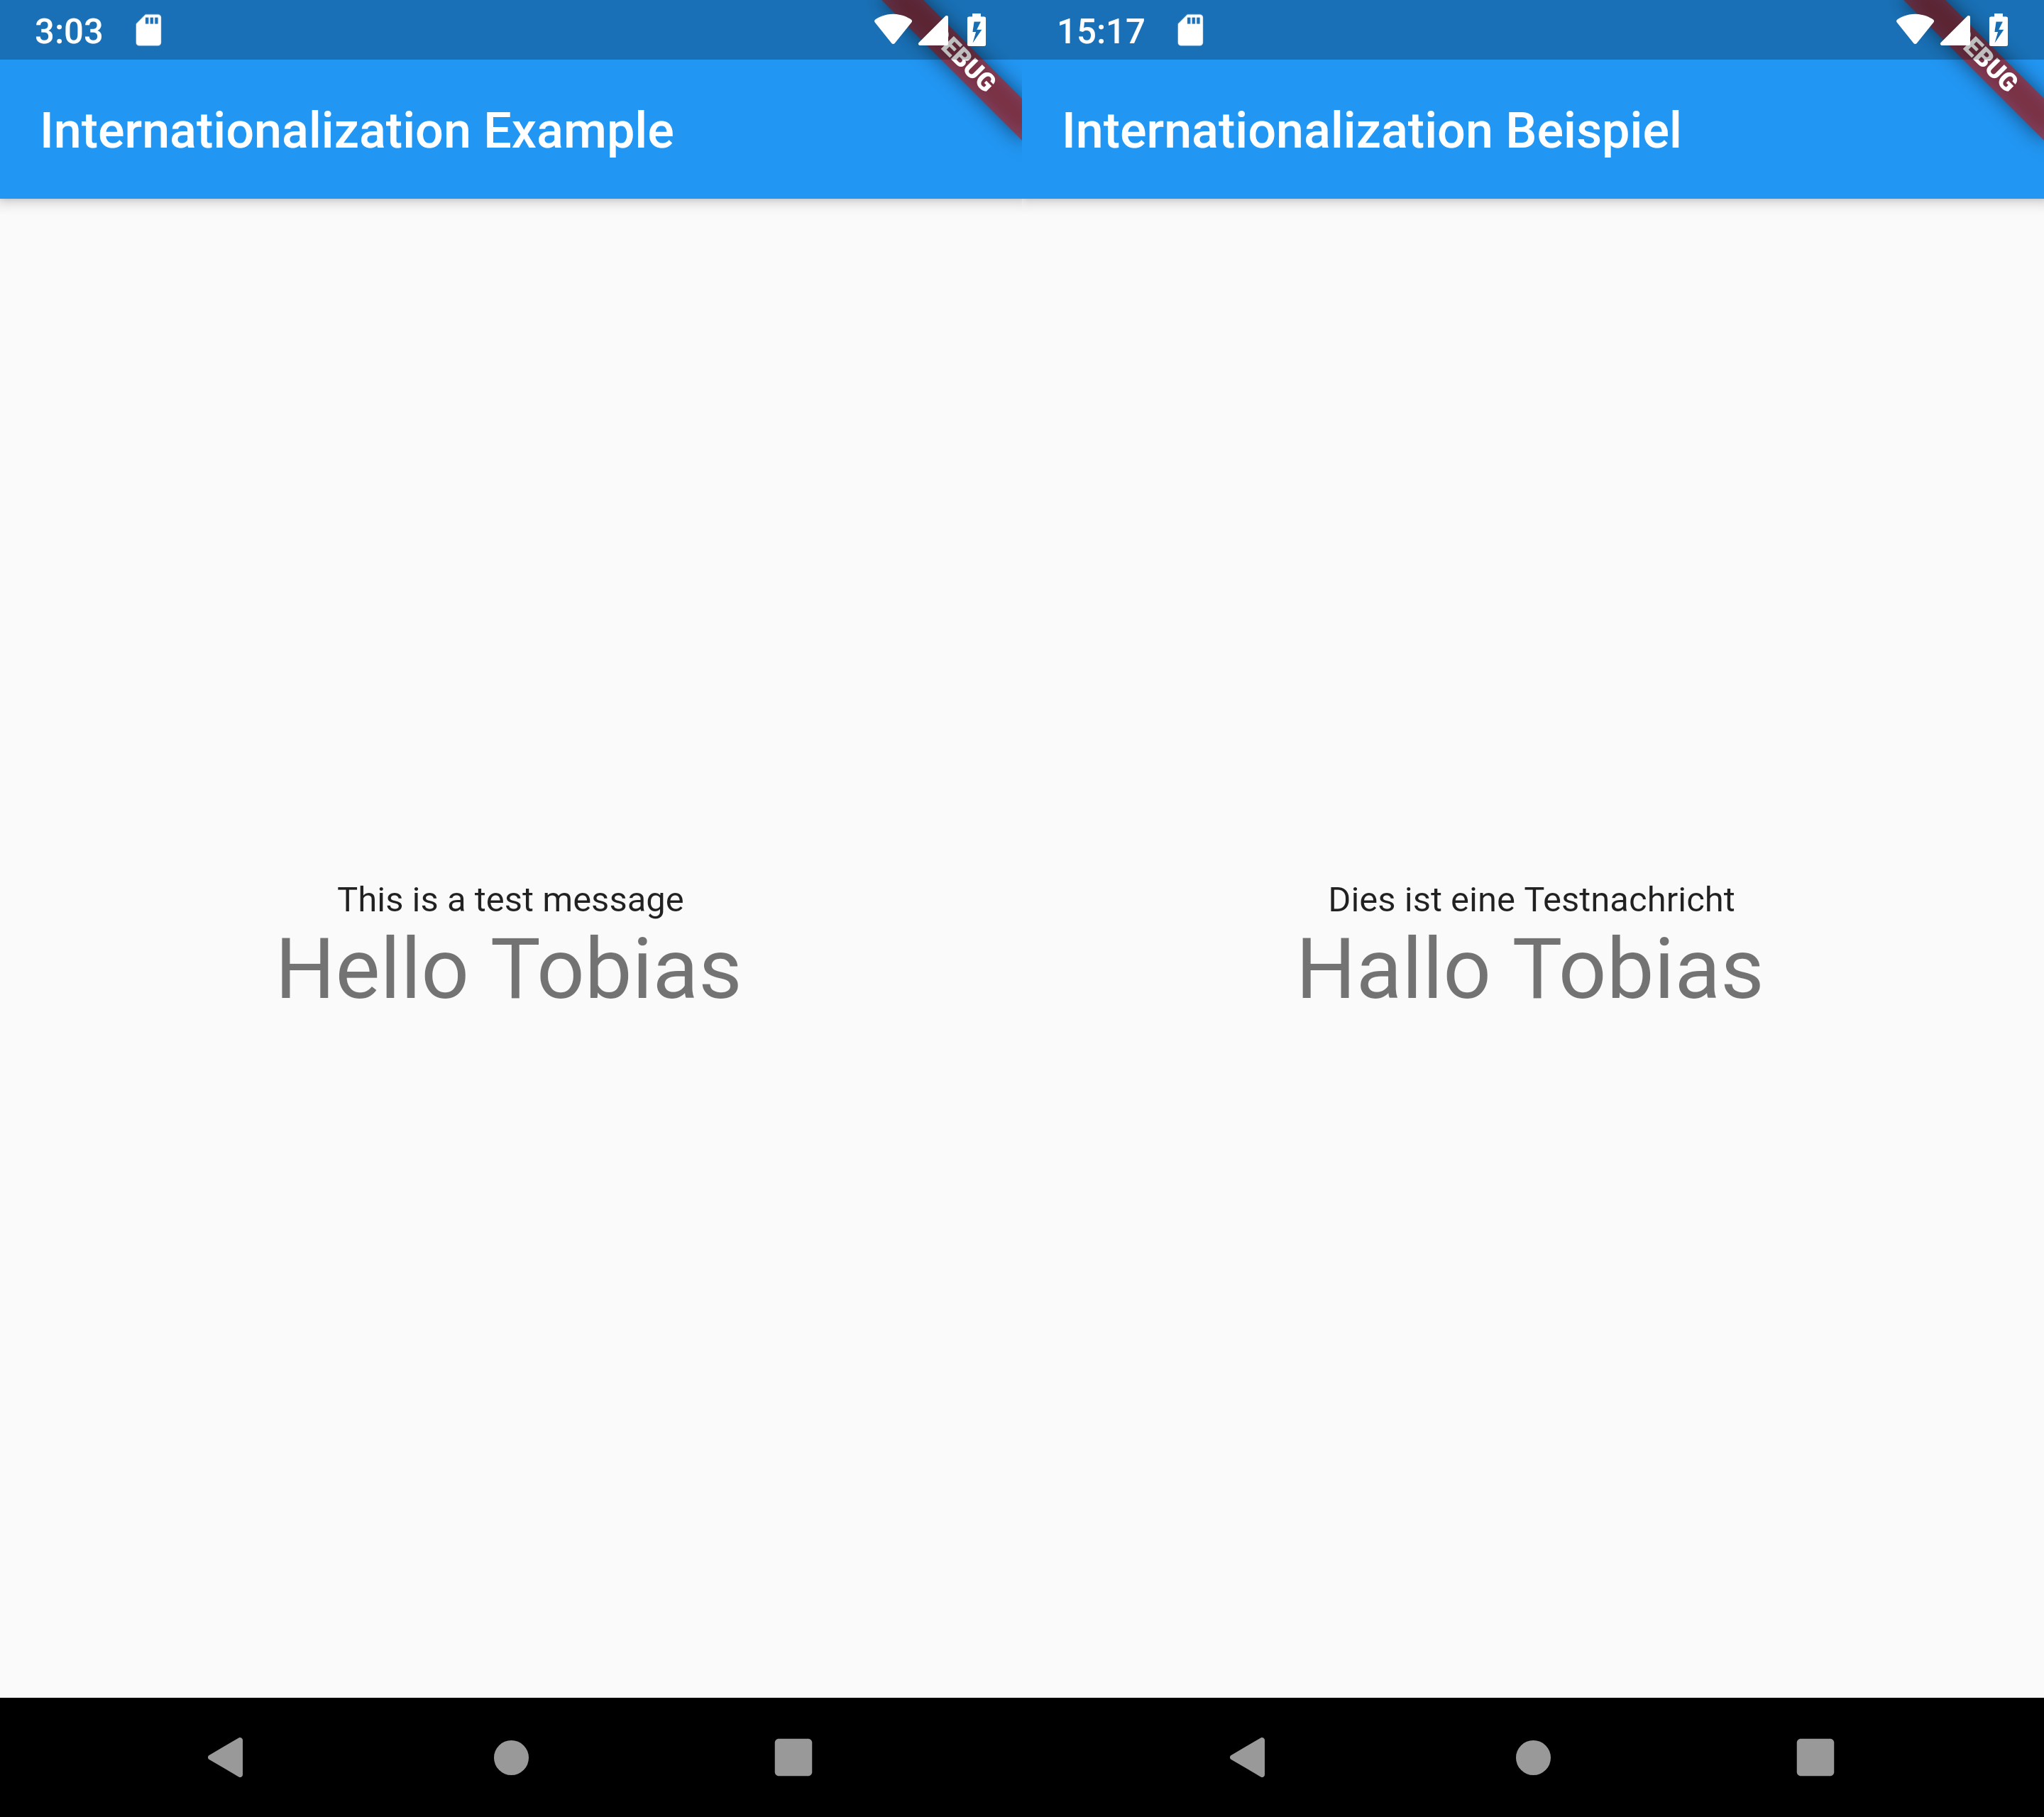 3:03
EBUG
Internationalization Example
This is a test message
Hello Tobias
15:17
EBUG
Internationalization Beispiel
Dies ist eine Testnachricht
Hallo Tobias